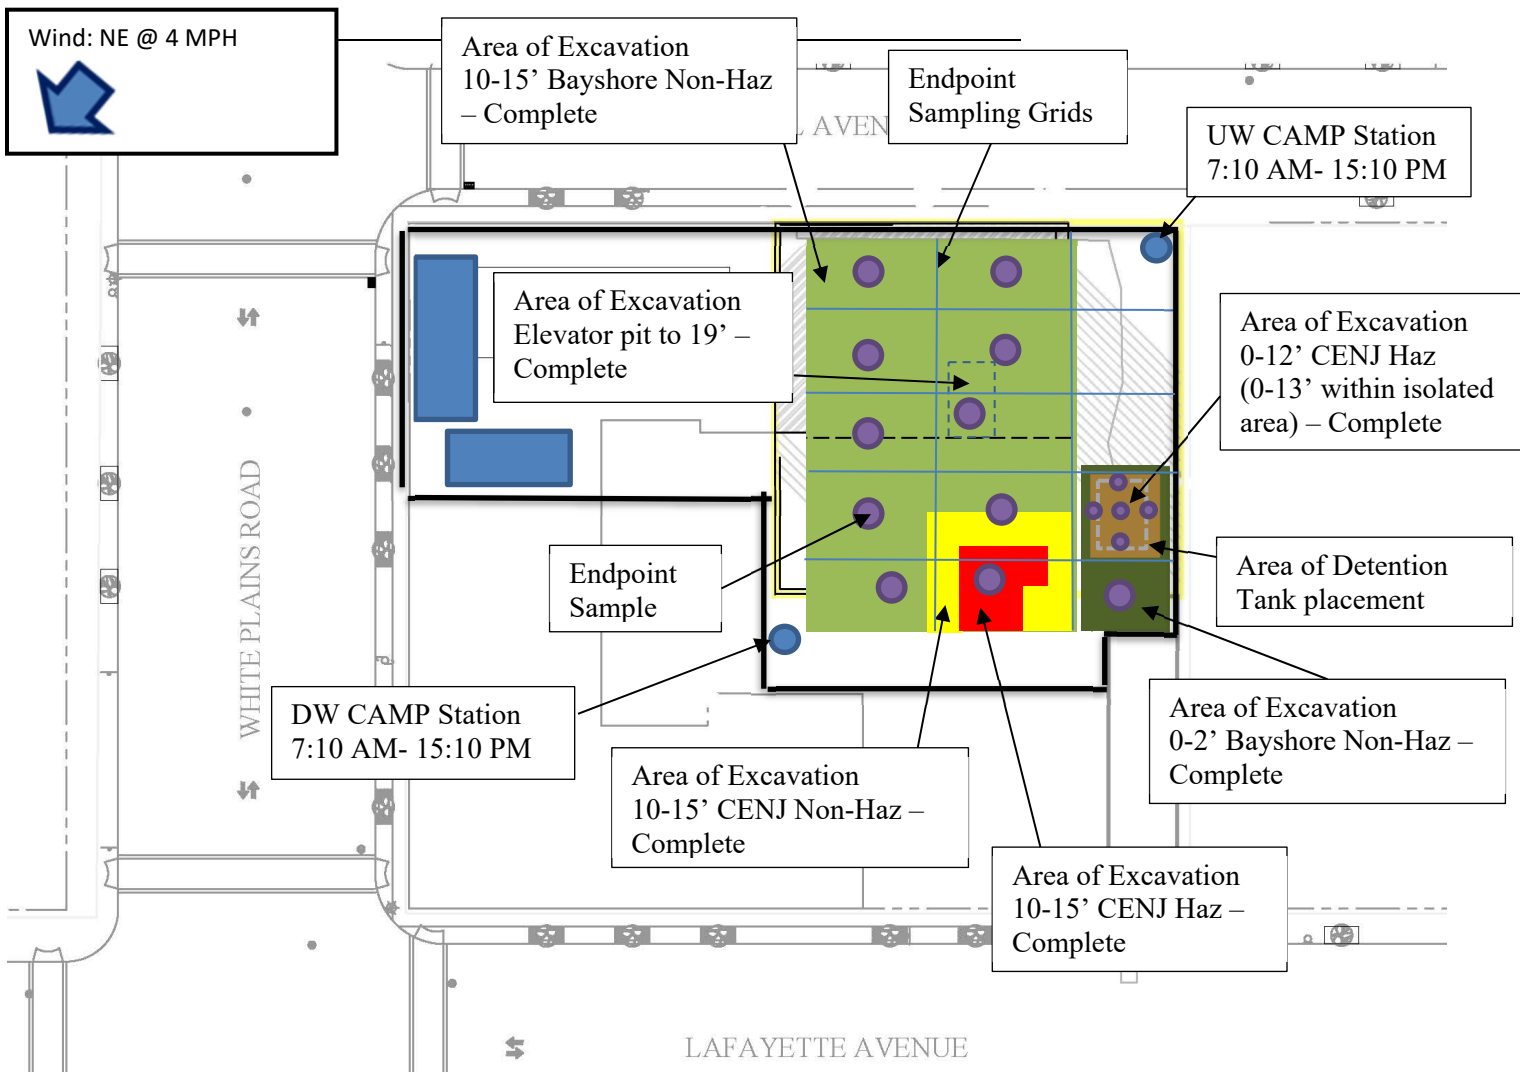 Wind: NE @ 4 MPH
Area of Excavation
10-15’ Bayshore Non-Haz
– Complete
Endpoint
Sampling Grids
UW CAMP Station
7:10 AM- 15:10 PM
Area of Excavation
Elevator pit to 19’ –
Complete
Area of Excavation
0-12’ CENJ Haz
(0-13’ within isolated
area) – Complete
WHITE PLAINS ROAD
Endpoint
Sample
Area of Detention
Tank placement
DW CAMP Station
7:10 AM- 15:10 PM
Area of Excavation
0-2’ Bayshore Non-Haz –
Complete
Area of Excavation
10-15’ CENJ Non-Haz –
Complete
Area of Excavation
10-15’ CENJ Haz –
Complete
LAFAYETTE AVENUE